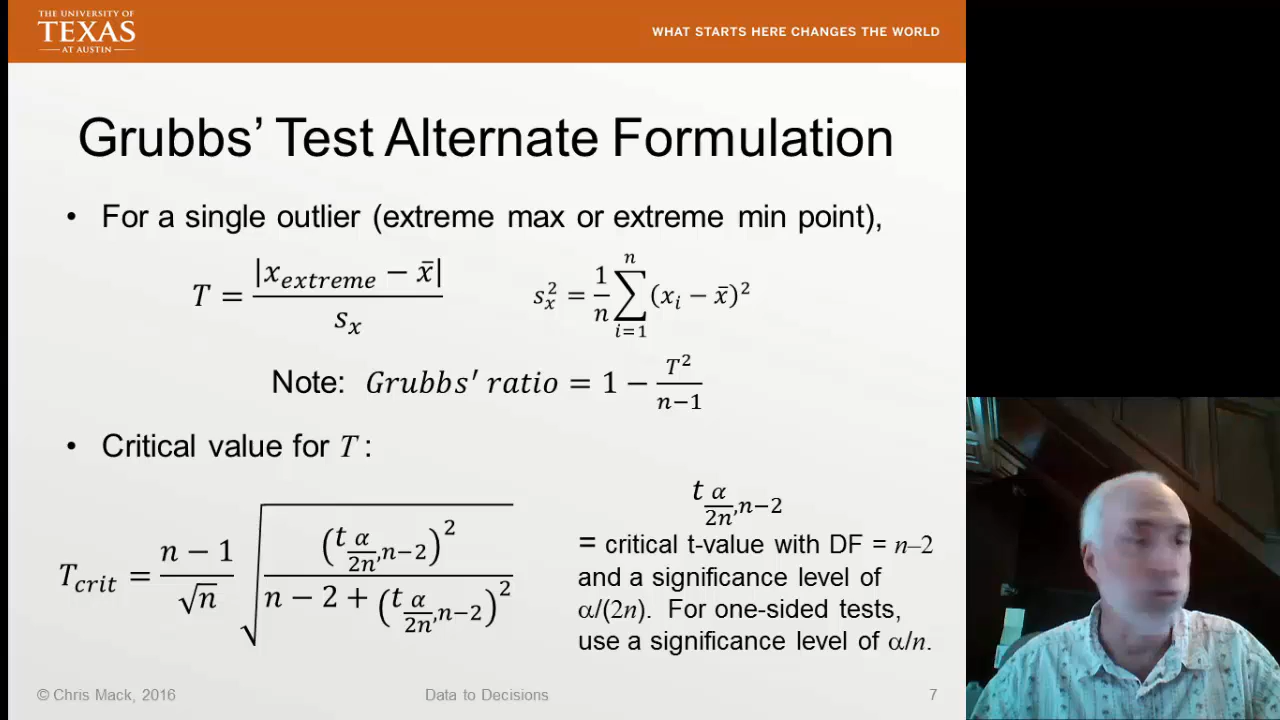 THE UNIVERSITY OF
TEXAS
AT AUSTIN
WHAT STARTS HERE CHANGES THE WORLD
Grubbs’ Test Alternate Formulation
• For a single outlier (extreme max or extreme min point),
T = |x_extreme − x̄| / s_x
s_x^2 = 1/n ∑_{i=1}^{n} (x_i − x̄)^2
Note: Grubbs′ ratio = 1 − T^2/(n−1)
• Critical value for T :
T_crit = (n − 1)/√n √( (t_{α/2n,n−2})^2 / (n − 2 + (t_{α/2n,n−2})^2) )
t_{α/2n,n−2}
= critical t-value with DF = n–2
and a significance level of
α/(2n). For one-sided tests,
use a significance level of α/n.
© Chris Mack, 2016
Data to Decisions
7